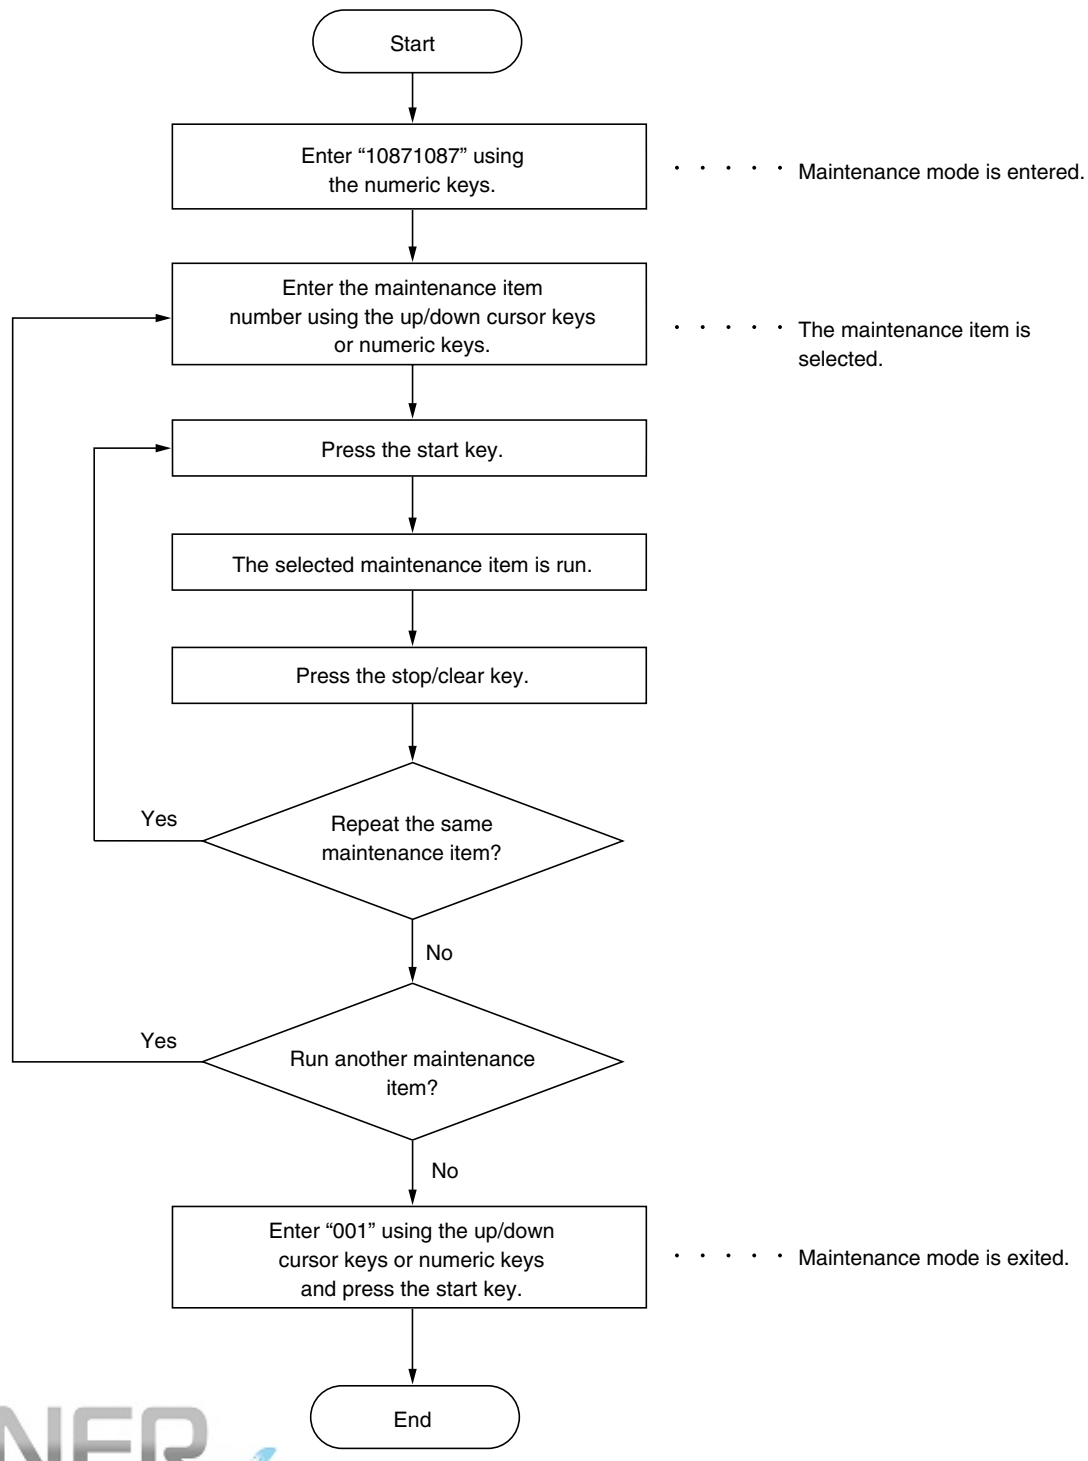 Start
Enter “10871087” using
the numeric keys.
Maintenance mode is entered.
Enter the maintenance item
number using the up/down cursor keys
or numeric keys.
The maintenance item is
selected.
Press the start key.
The selected maintenance item is run.
Press the stop/clear key.
Yes
Repeat the same
maintenance item?
No
Yes
Run another maintenance
item?
No
Enter “001” using the up/down
cursor keys or numeric keys
and press the start key.
Maintenance mode is exited.
End